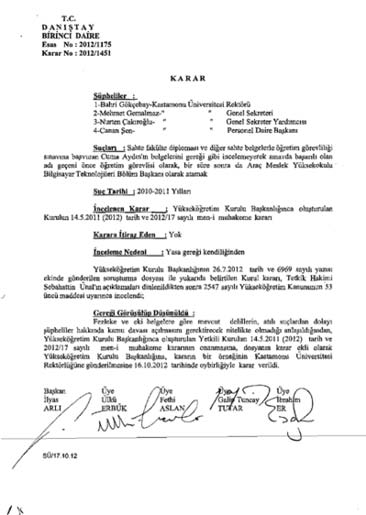 T.C.
DANIŞTAY
BİRİNCİ DAİRE
Esas No : 2012/1175
Karar No : 2012/1451
KARAR
Şüpheliler :
1-Bahri Gökçebay-Kastamonu Üniversitesi Rektörü
2-Mehmet Gemalmaz- " " Genel Sekreteri
3-Nurten Çakıroğlu- " " Genel Sekreter Yardımcısı
4-Canan Şen- " " Personel Daire Başkanı
Suçları : Sahte fakülte diploması ve diğer sahte belgelerle öğretim görevliliği
sınavına başvuran Cuma Aydın'ın belgelerini gereği gibi incelemeyerek sınavda başarılı olan
adı geçeni önce öğretim görevlisi olarak, bir süre sonra da Araç Meslek Yüksekokulu
Bilgisayar Teknolojileri Bölüm Başkanı olarak atamak
Suç Tarihi : 2010-2011 Yılları
İncelenen Karar : Yükseköğretim Kurulu Başkanlığınca oluşturulan
Kurulun 14.5.2011 (2012) tarih ve 2012/17 sayılı men-i muhakeme kararı
Karara İtiraz Eden : Yok
İnceleme Nedeni : Yasa gereği kendiliğinden
Yükseköğretim Kurulu Başkanlığının 26.7.2012 tarih ve 6969 sayılı yazısı
ekinde gönderilen soruşturma dosyası ile yukarıda belirtilen Kurul kararı, Tetkik Hakimi
Sebahattin Ünal'ın açıklamaları dinlenildikten sonra 2547 sayılı Yükseköğretim Kanununun 53
üncü maddesi uyarınca incelendi;
Gereği Görüşülüp Düşünüldü :
Fezleke ve eki belgelere göre mevcut delillerin, atılı suçlardan dolayı
şüpheliler hakkında kamu davası açılmasını gerektirecek nitelikte olmadığı anlaşıldığından,
Yükseköğretim Kurulu Başkanlığınca oluşturulan Yetkili Kurulun 14.5.2011 (2012) tarih ve
2012/17 sayılı men-i muhakeme kararının onanmasına, dosyanın karar ekli olarak
Yükseköğretim Kurulu Başkanlığına, kararın bir örneğinin Kastamonu Üniversitesi
Rektörlüğüne gönderilmesine 16.10.2012 tarihinde oybirliğiyle karar verildi.
Başkan Üye Üye Üye Üye
İlyas Ülkü Fethi Galip Tuncay İbrahim
ARLI ERBÜK ASLAN TUTAR ER
SÜ/17.10.12